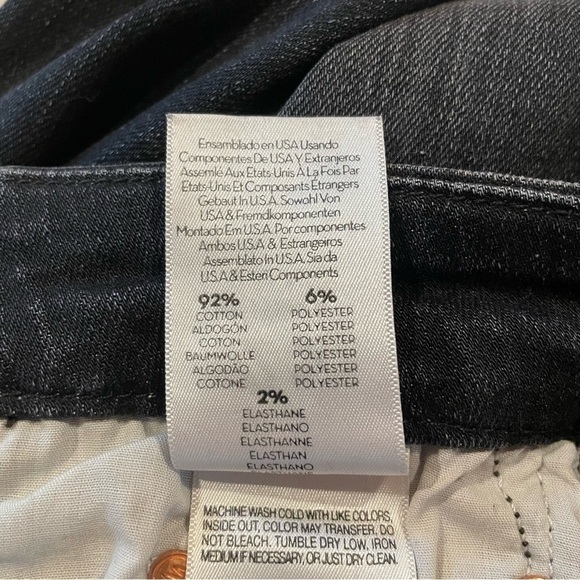 Ensamblado en USA Usando
Componentes De USA Y Extranjeros
Assemlé Aux Etats-Unis À La Fois Par
Etats-Unis Et Composants Étrangers
Gebaut In U.S.A. Sowohl Von
USA & Fremdkomponenten
Montado Em U.S.A. Por componentes
Ambos U.S.A & Estrangeiros
Assemblato In U.S.A. Sia da
U.S.A & Esteri Components
92% 6%
COTTON POLYESTER
ALDOGÓN POLYESTER
COTON POLYESTER
BAUMWOLLE POLYESTER
ALGODÃO POLYESTER
COTONE POLYESTER
2%
ELASTHANE
ELASTHANO
ELASTHANNE
ELASTHAN
ELASTHANO
MACHINE WASH COLD WITH LIKE COLORS,
INSIDE OUT, COLOR MAY TRANSFER, DO
NOT BLEACH. TUMBLE DRY LOW, IRON
MEDIUM IF NECESSARY, OR JUST DRY CLEAN.